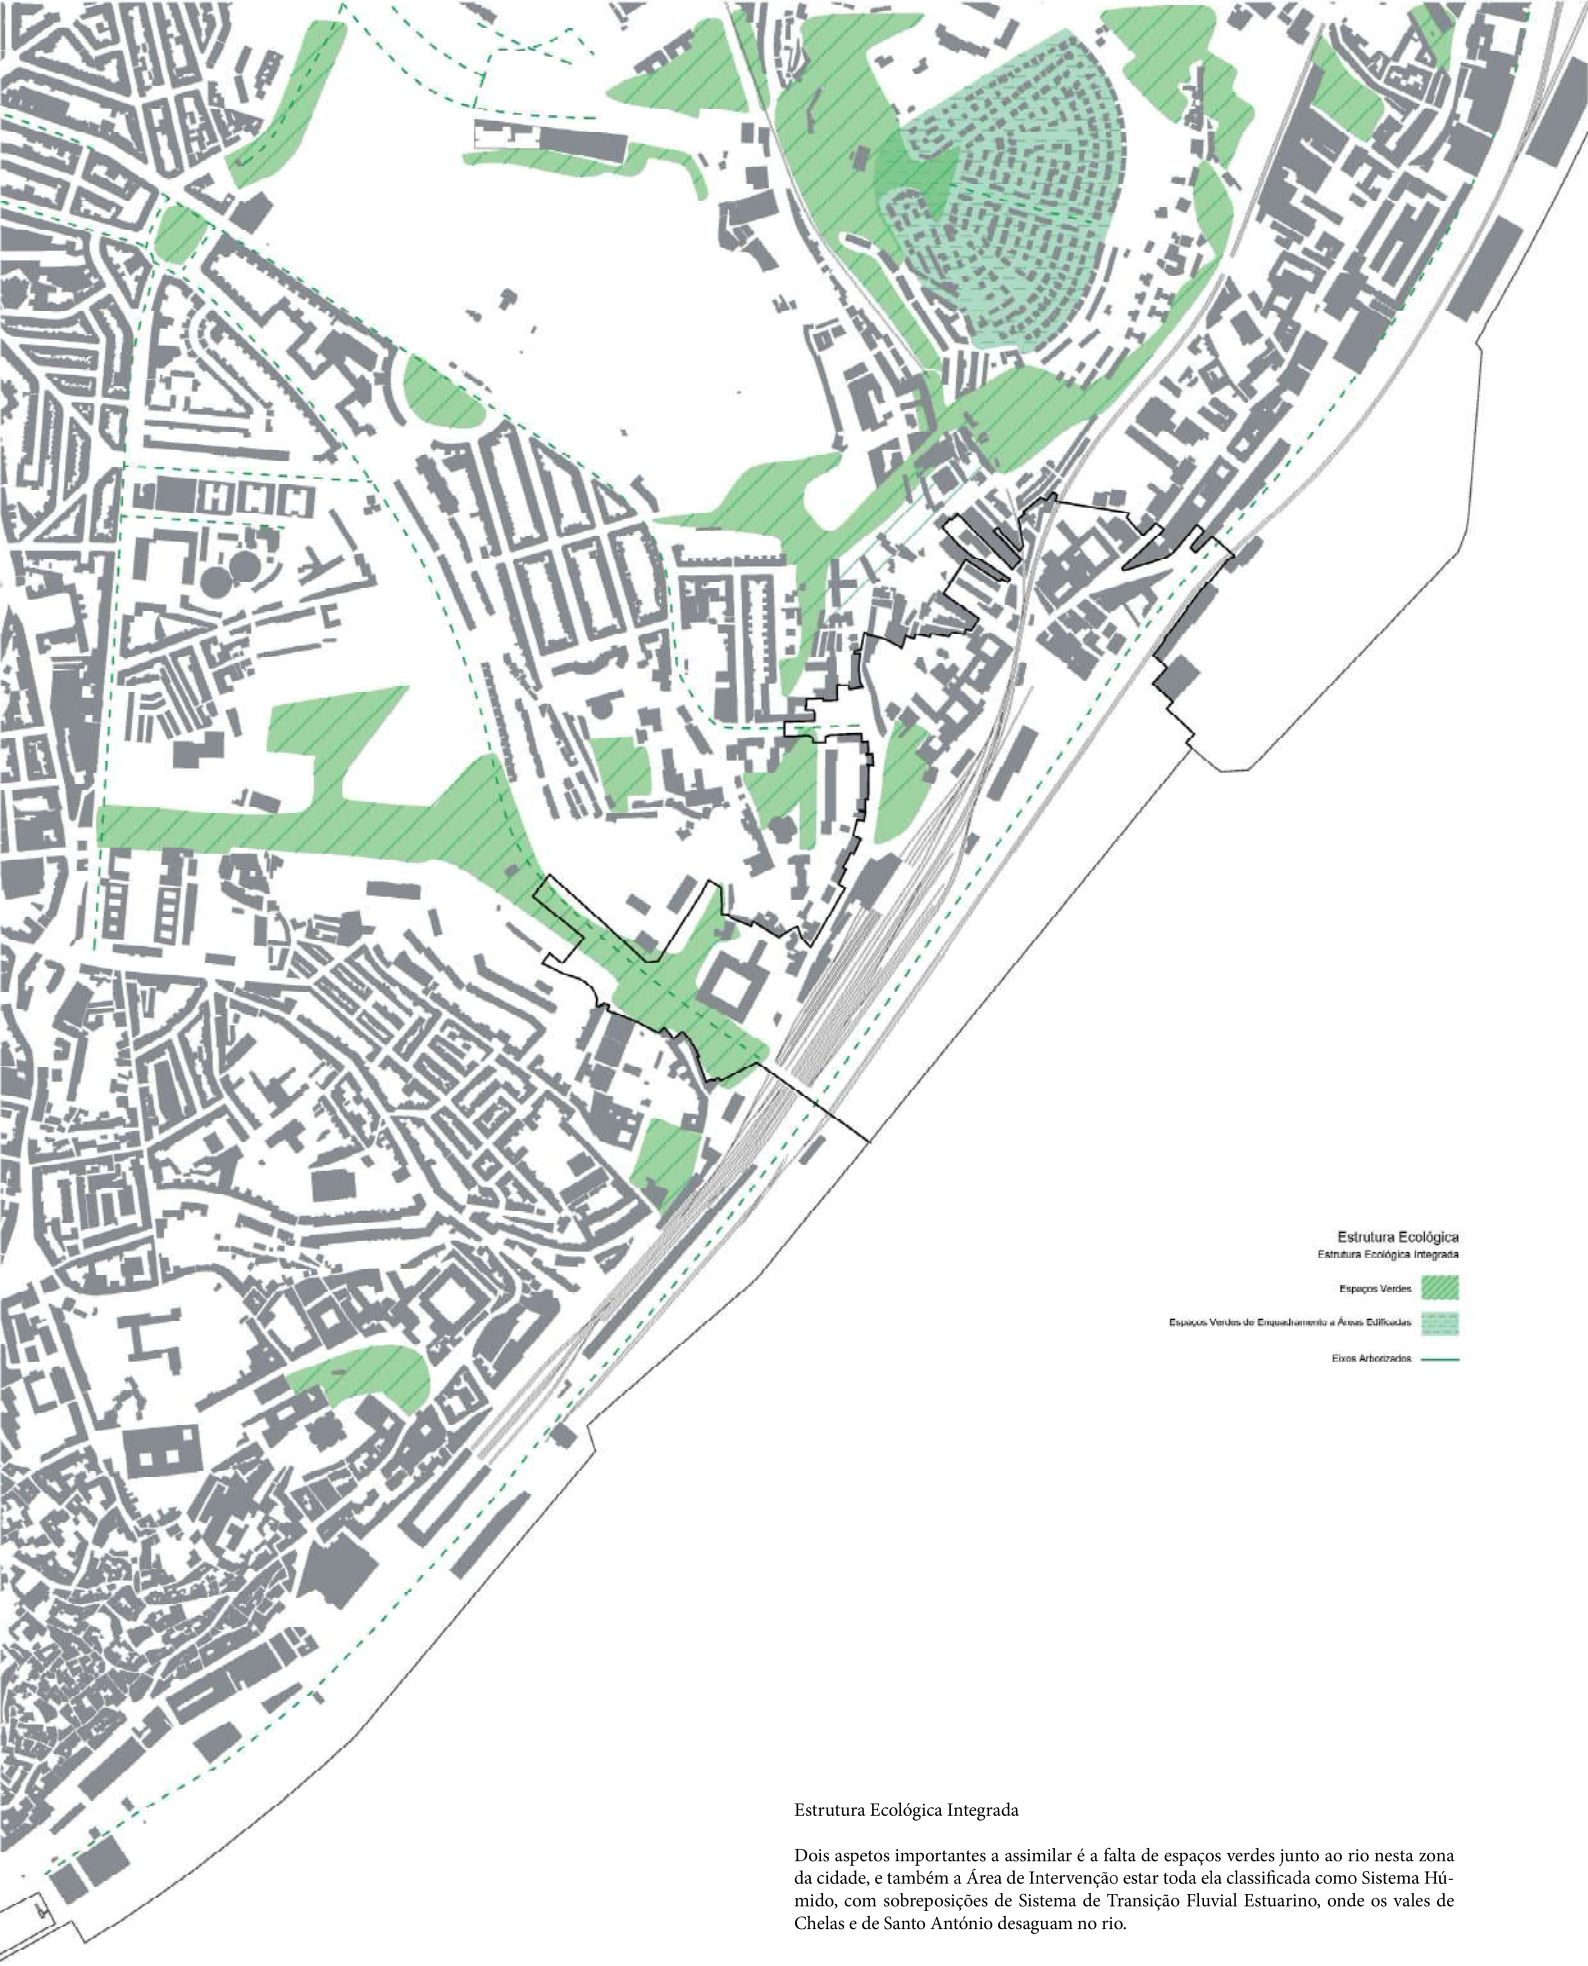 Estrutura Ecológica
Estrutura Ecológica Integrada
Espaços Verdes
Espaços Verdes de Enquadramento a Áreas Edificadas
Eixos Arborizados
Estrutura Ecológica Integrada
Dois aspetos importantes a assimilar é a falta de espaços verdes junto ao rio nesta zona
da cidade, e também a Área de Intervenção estar toda ela classificada como Sistema Hú-
mido, com sobreposições de Sistema de Transição Fluvial Estuarino, onde os vales de
Chelas e de Santo António desaguam no rio.